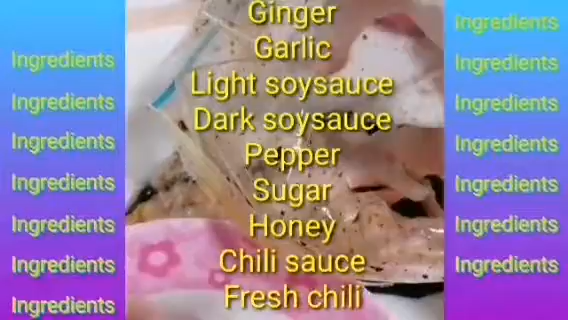 Ginger
Garlic
Light soysauce
Dark soysauce
Pepper
Sugar
Honey
Chili sauce
Fresh chili
Ingredients
Ingredients
Ingredients
Ingredients
Ingredients
Ingredients
Ingredients
Ingredients
Ingredients
Ingredients
Ingredients
Ingredients
Ingredients
Ingredients